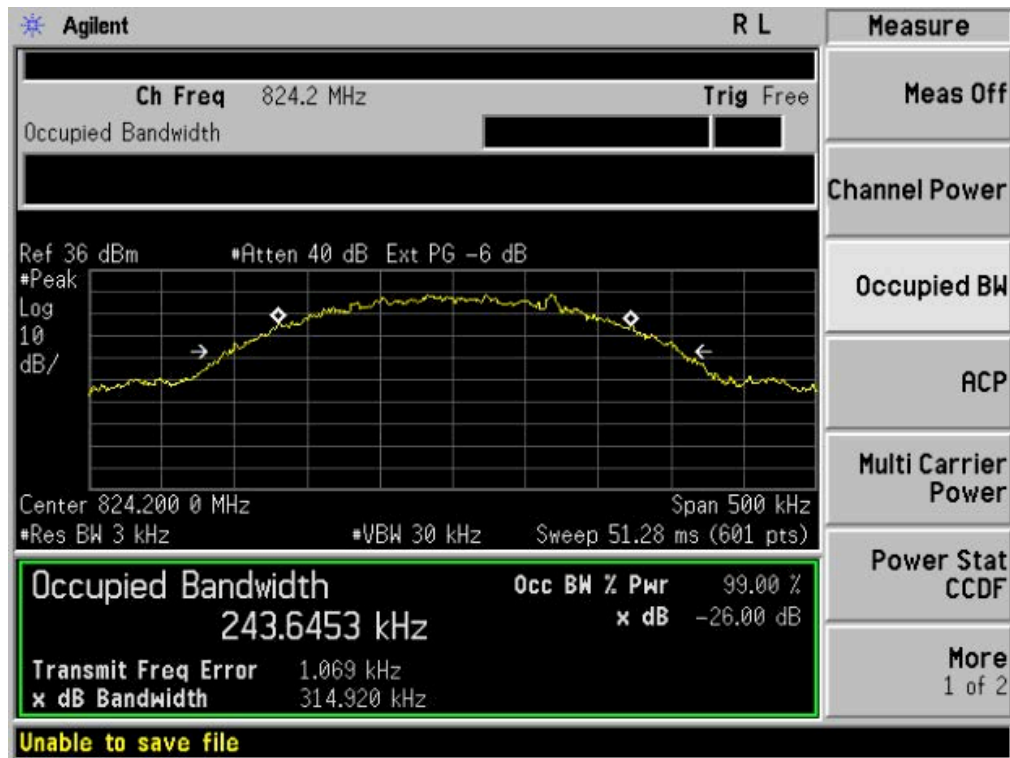 Agilent R L
Measure
Ch Freq 824.2 MHz Trig Free
Occupied Bandwidth
Meas Off
Channel Power
Occupied BW
ACP
Multi Carrier
Power
Power Stat
CCDF
More
1 of 2
Ref 36 dBm #Atten 40 dB Ext PG -6 dB
#Peak
Log
10
dB/
Center 824.200 0 MHz Span 500 kHz
#Res BW 3 kHz #VBW 30 kHz Sweep 51.28 ms (601 pts)
Occupied Bandwidth Occ BW % Pwr 99.00 %
243.6453 kHz x dB -26.00 dB
Transmit Freq Error 1.069 kHz
x dB Bandwidth 314.920 kHz
Unable to save file